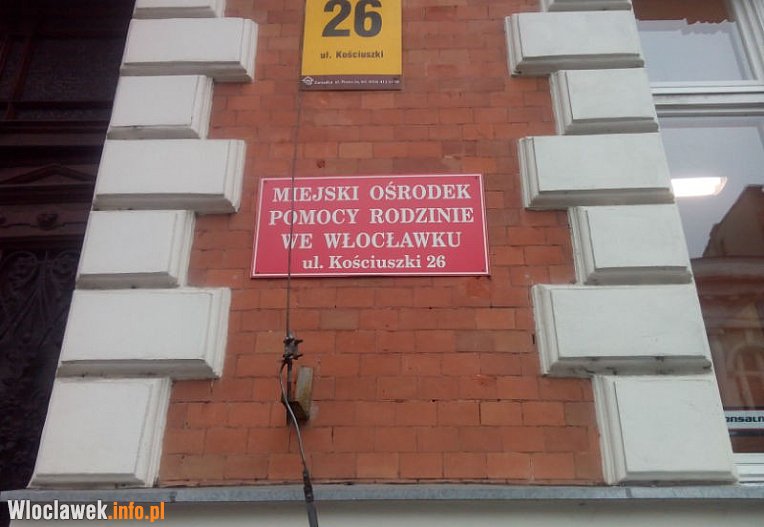 26
ul. Kościuszki
MIEJSKI OŚRODEK
POMOCY RODZINIE
WE WŁOCŁAWKU
ul. Kościuszki 26
Wloclawek.info.pl